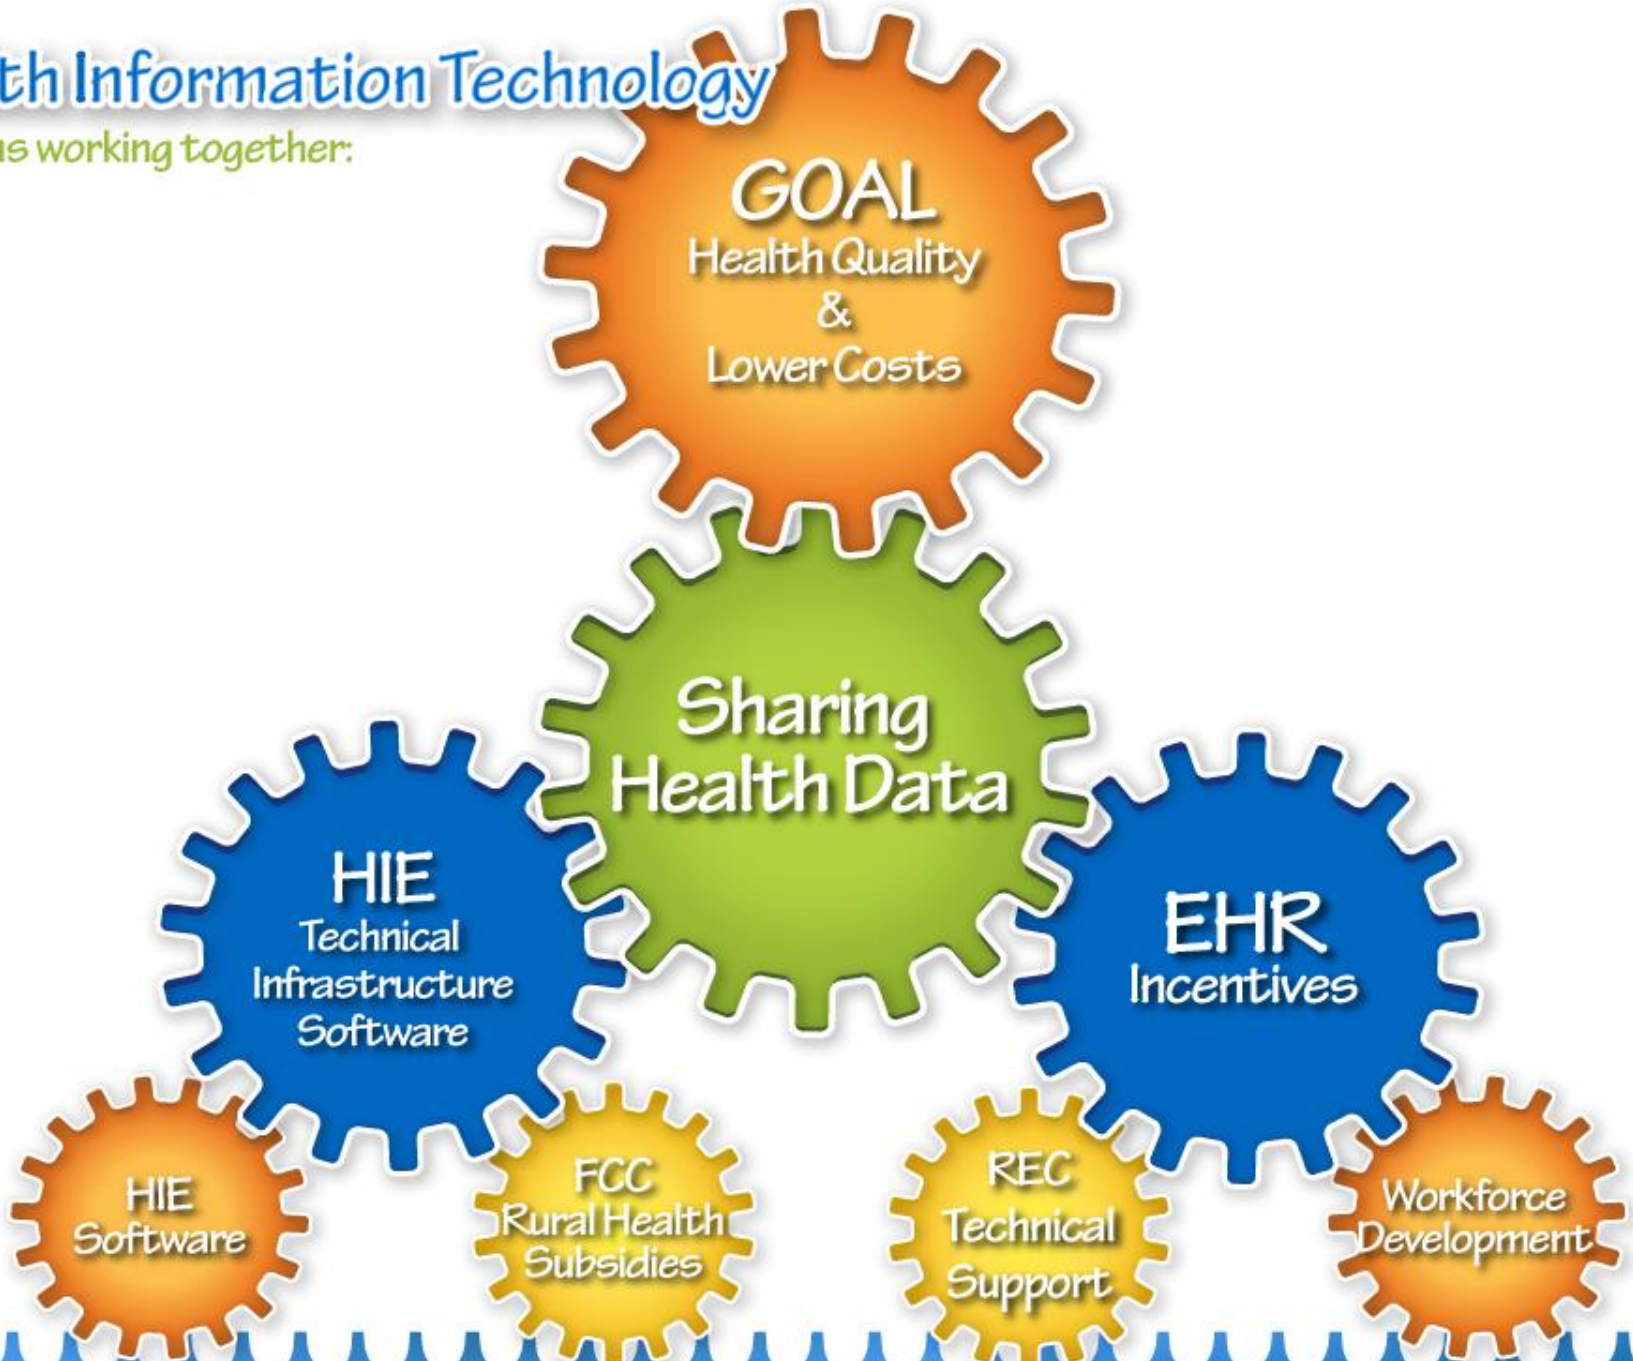 th Information Technology
us working together:
GOAL
Health Quality
&
Lower Costs
Sharing
Health Data
HIE
Technical
Infrastructure
Software
EHR
Incentives
HIE
Software
FCC
Rural Health
Subsidies
REC
Technical
Support
Workforce
Development